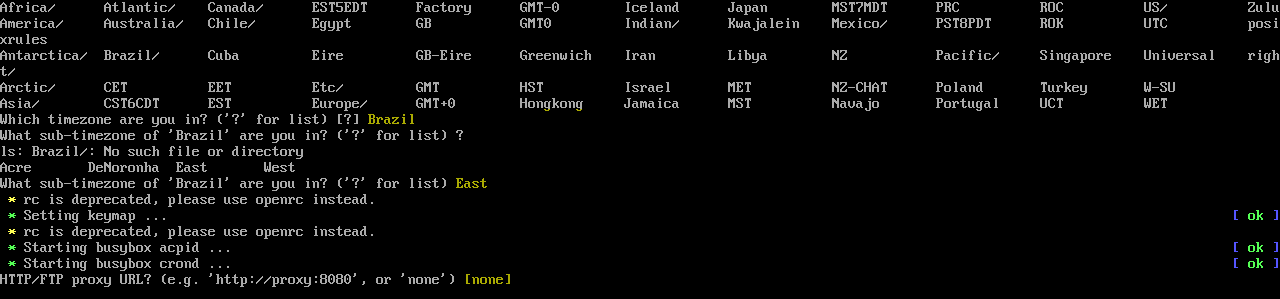 Africa/ Atlantic/ Canada/ EST5EDT Factory GMT-0 Iceland Japan MST7MDT PRC ROC US/ Zulu
America/ Australia/ Chile/ Egypt GB GMT0 Indian/ Kwajalein Mexico/ PST8PDT ROK UTC posi
xrules
Antarctica/ Brazil/ Cuba Eire GB-Eire Greenwich Iran Libya NZ Pacific/ Singapore Universal righ
t/
Arctic/ CET EET Etc/ GMT HST Israel MET NZ-CHAT Poland Turkey W-SU
Asia/ CST6CDT EST Europe/ GMT+0 Hongkong Jamaica MST Navajo Portugal UCT WET
Which timezone are you in? ('?' for list) [?] Brazil
What sub-timezone of 'Brazil' are you in? ('?' for list) ?
ls: Brazil/: No such file or directory
Acre DeNoronha East West
What sub-timezone of 'Brazil' are you in? ('?' for list) East
* rc is deprecated, please use openrc instead.
* Setting keymap ... [ ok ]
* rc is deprecated, please use openrc instead.
* Starting busybox acpid ... [ ok ]
* Starting busybox crond ... [ ok ]
HTTP/FTP proxy URL? (e.g. 'http://proxy:8080', or 'none') [none]